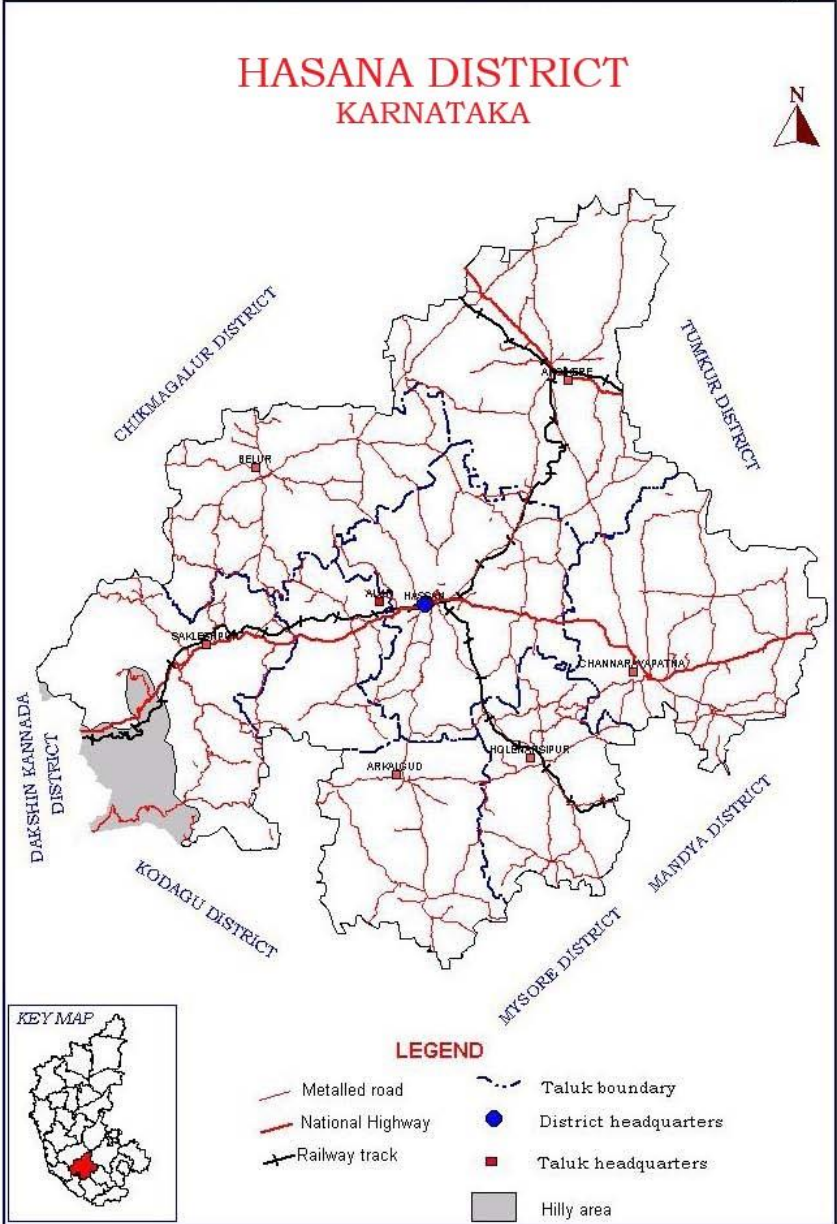 HASANA DISTRICT
KARNATAKA
N
CHIKMAGALUR DISTRICT
TUMKUR DISTRICT
BELUR
HASSAN
SAKLESHPUR
CHANNARAYAPATNA
HOLENARSIPUR
ARKALGUD
DAKSHIN KANNADA
DISTRICT
KODAGU DISTRICT
MYSORE DISTRICT
MANDYA DISTRICT
KEY MAP
LEGEND
Metalled road
National Highway
Railway track
Taluk boundary
District headquarters
Taluk headquarters
Hilly area